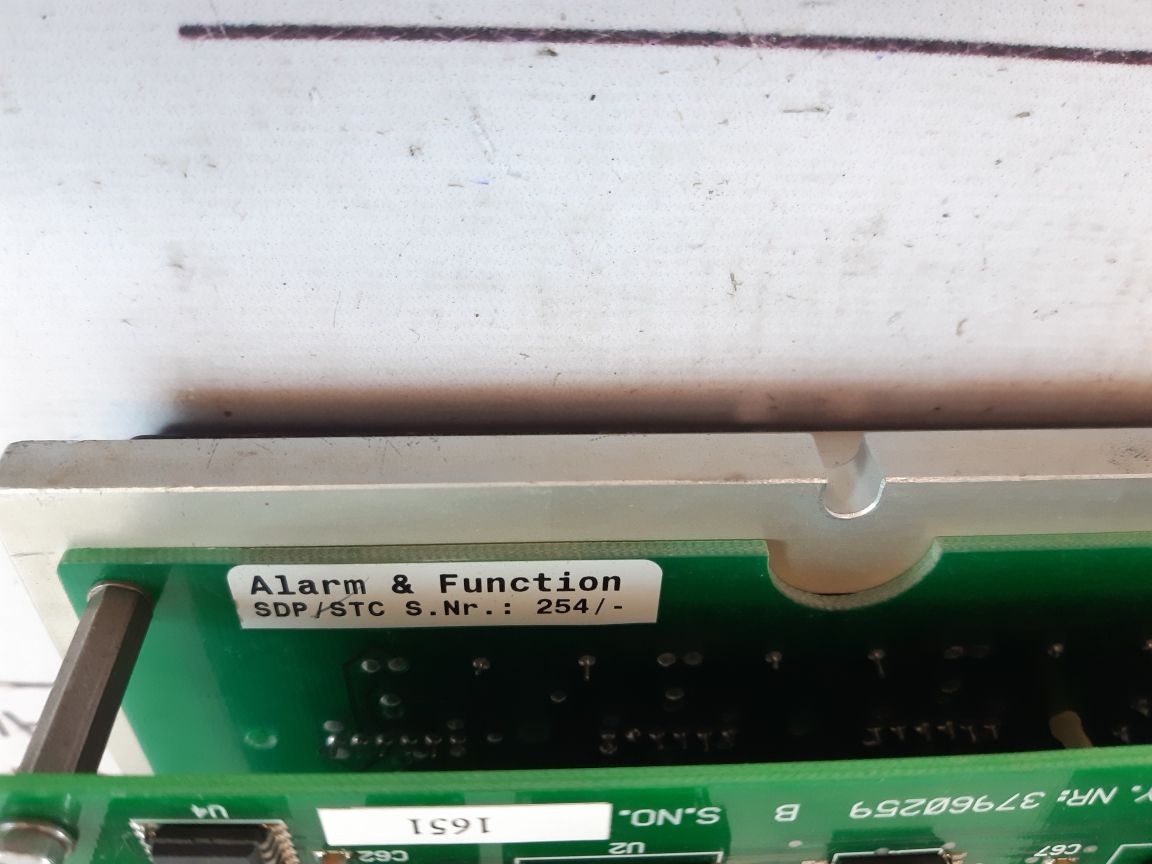 Alarm & Function
SDP/STC S.Nr.: 254/-
Y. NR: 37960259 B S.NO. 1651
U4
C62
U2
C67